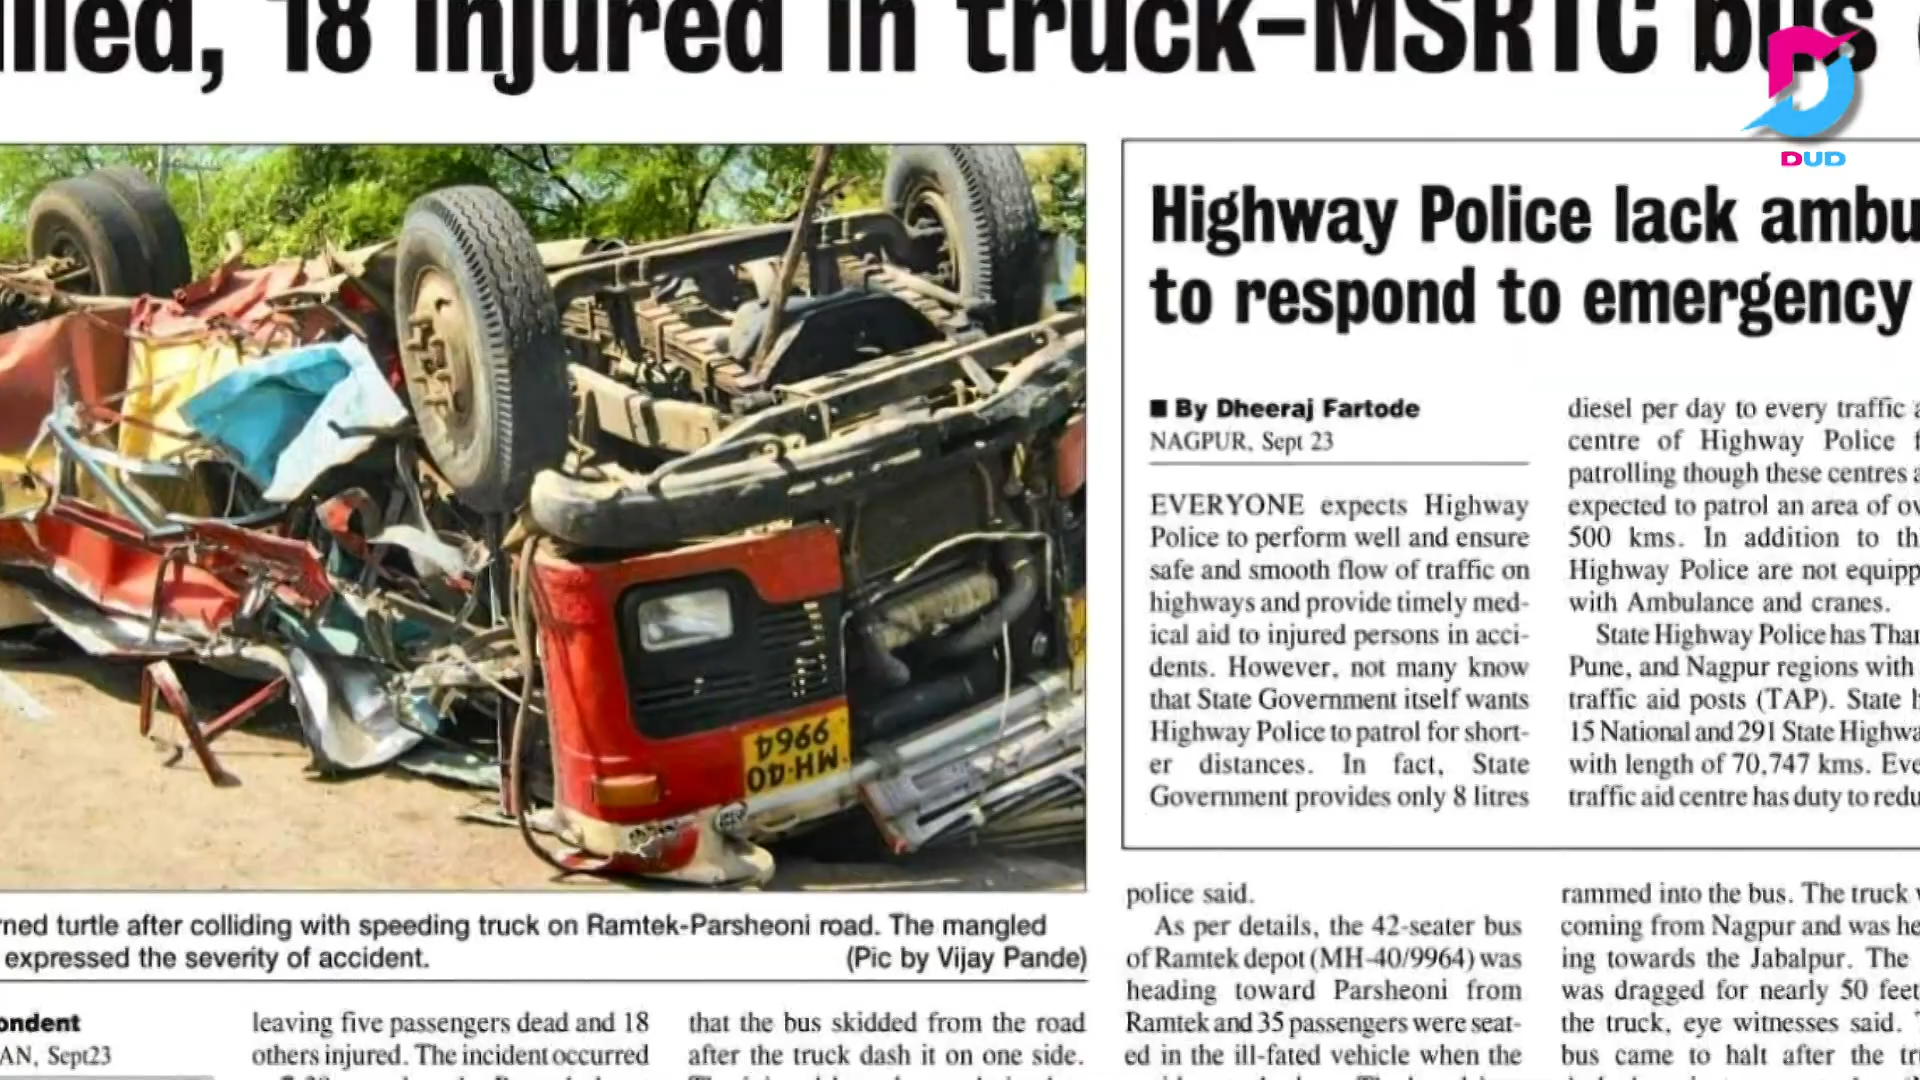 illed, 18 injured in truck-MSRTC bus
DUD
MH-40
9964
rned turtle after colliding with speeding truck on Ramtek-Parsheoni road. The mangled
expressed the severity of accident. (Pic by Vijay Pande)
ondent
AN, Sept23
leaving five passengers dead and 18
others injured. The incident occurred
that the bus skidded from the road
after the truck dash it on one side.
Highway Police lack ambu
to respond to emergency
■ By Dheeraj Fartode
NAGPUR, Sept 23
EVERYONE expects Highway
Police to perform well and ensure
safe and smooth flow of traffic on
highways and provide timely med-
ical aid to injured persons in acci-
dents. However, not many know
that State Government itself wants
Highway Police to patrol for short-
er distances. In fact, State
Government provides only 8 litres
diesel per day to every traffic a
centre of Highway Police f
patrolling though these centres a
expected to patrol an area of ov
500 kms. In addition to th
Highway Police are not equipp
with Ambulance and cranes.
State Highway Police has Than
Pune, and Nagpur regions with
traffic aid posts (TAP). State h
15 National and 291 State Highwa
with length of 70,747 kms. Eve
traffic aid centre has duty to redu
police said.
As per details, the 42-seater bus
of Ramtek depot (MH-40/9964) was
heading toward Parsheoni from
Ramtek and 35 passengers were seat-
ed in the ill-fated vehicle when the
rammed into the bus. The truck w
coming from Nagpur and was he
ing towards the Jabalpur. The
was dragged for nearly 50 feet
the truck, eye witnesses said. T
bus came to halt after the tr